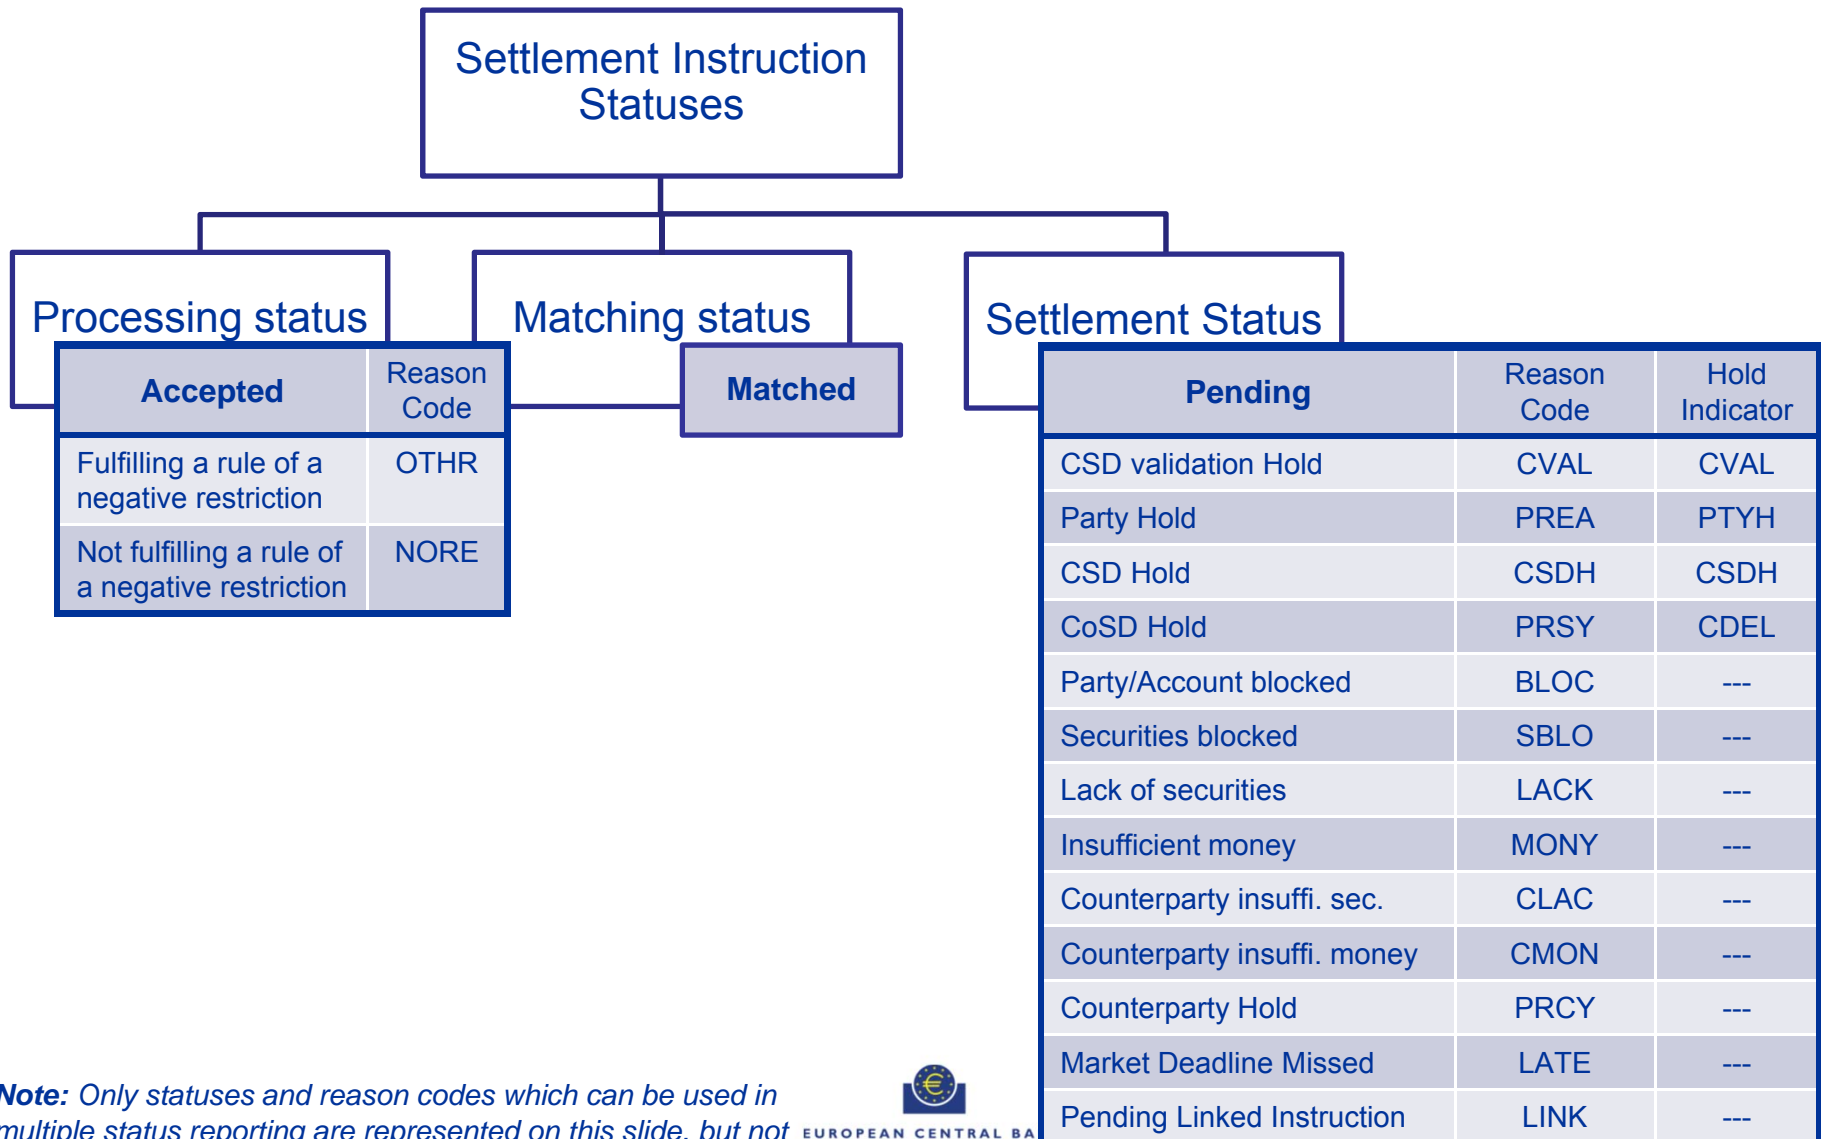 Settlement Instruction
Statuses
Processing status
Matching status
Settlement Status
Accepted Reason Code
Fulfilling a rule of a negative restriction OTHR
Not fulfilling a rule of a negative restriction NORE
Matched
Pending Reason Code Hold Indicator
CSD validation Hold CVAL CVAL
Party Hold PREA PTYH
CSD Hold CSDH CSDH
CoSD Hold PRSY CDEL
Party/Account blocked BLOC ---
Securities blocked SBLO ---
Lack of securities LACK ---
Insufficient money MONY ---
Counterparty insuffi. sec. CLAC ---
Counterparty insuffi. money CMON ---
Counterparty Hold PRCY ---
Market Deadline Missed LATE ---
Pending Linked Instruction LINK ---
Note: Only statuses and reason codes which can be used in
multiple status reporting are represented on this slide, but not
EUROPEAN CENTRAL BA